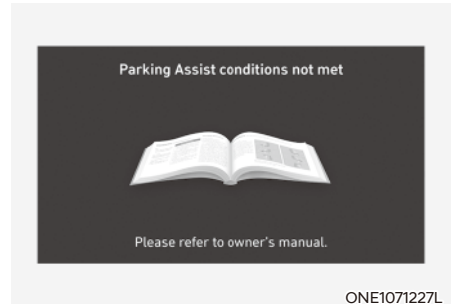 Parking Assist conditions not met
Please refer to owner's manual.
ONE1071227L